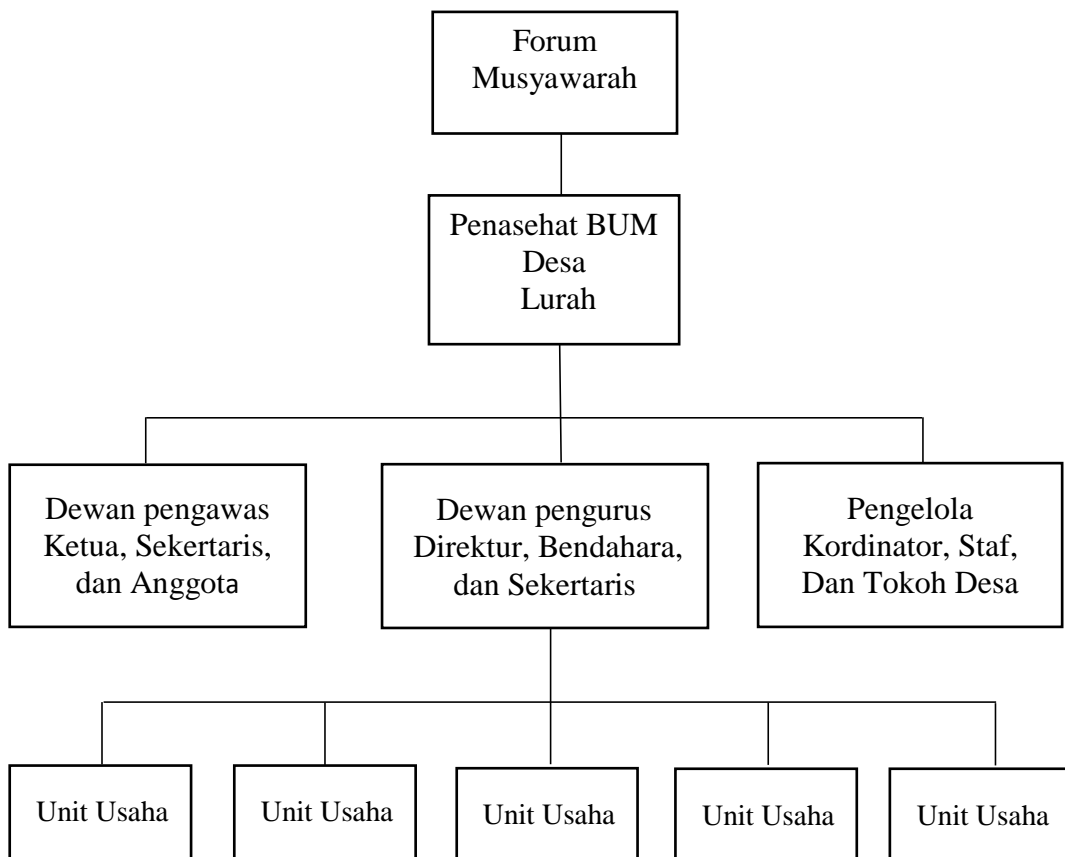 Forum
Musyawarah
Penasehat BUM
Desa
Lurah
Dewan pengawas
Ketua, Sekertaris,
dan Anggota
Dewan pengurus
Direktur, Bendahara,
dan Sekertaris
Pengelola
Kordinator, Staf,
Dan Tokoh Desa
Unit Usaha
Unit Usaha
Unit Usaha
Unit Usaha
Unit Usaha